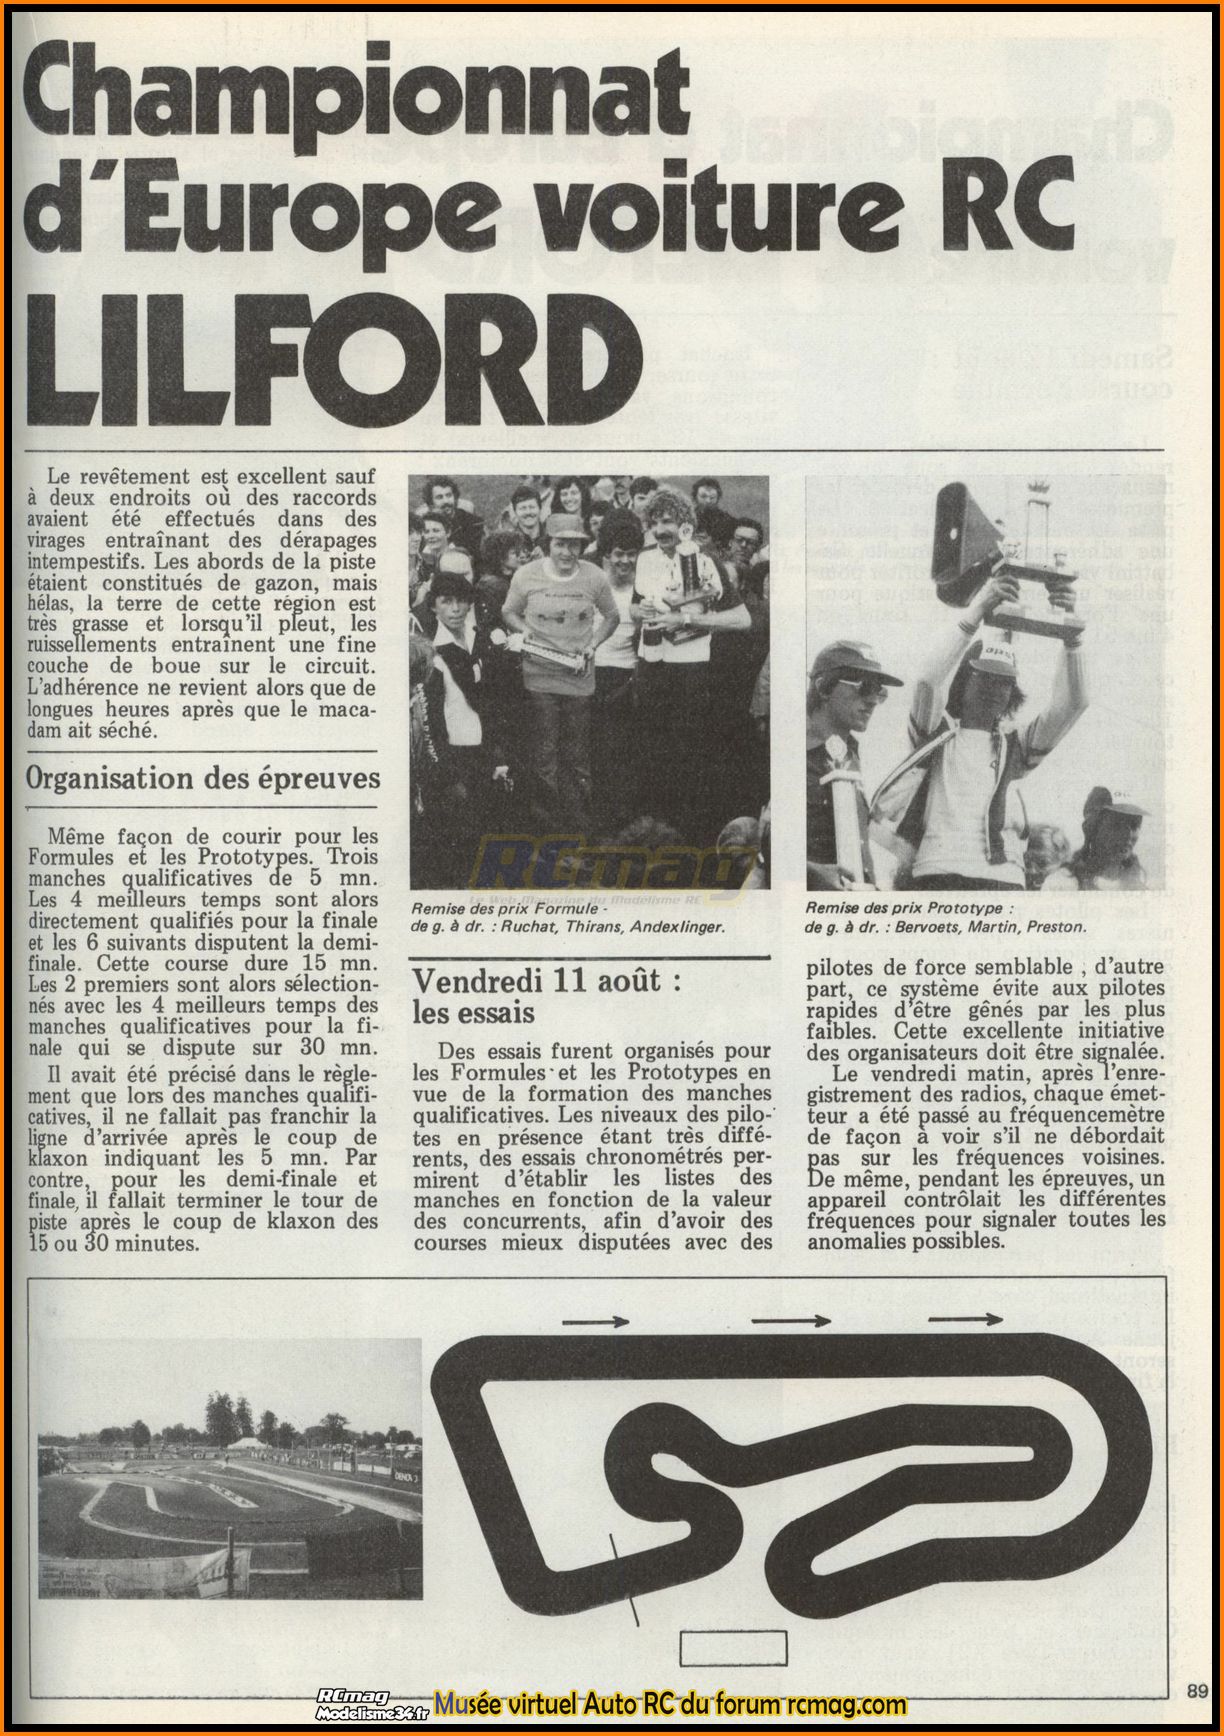 Championnat
d'Europe voiture RC
LILFORD
Le revêtement est excellent sauf
à deux endroits où des raccords
avaient été effectués dans des
virages entraînant des dérapages
intempestifs. Les abords de la piste
étaient constitués de gazon, mais
hélas, la terre de cette région est
très grasse et lorsqu'il pleut, les
ruissellements entraînent une fine
couche de boue sur le circuit.
L'adhérence ne revient alors que de
longues heures après que le maca-
dam ait séché.
Organisation des épreuves
Même façon de courir pour les
Formules et les Prototypes. Trois
manches qualificatives de 5 mn.
Les 4 meilleurs temps sont alors
directement qualifiés pour la finale
et les 6 suivants disputent la demi-
finale. Cette course dure 15 mn.
Les 2 premiers sont alors sélection-
nés avec les 4 meilleurs temps des
manches qualificatives pour la fi-
nale qui se dispute sur 30 mn.
Il avait été précisé dans le règle-
ment que lors des manches qualifi-
catives, il ne fallait pas franchir la
ligne d'arrivée après le coup de
klaxon indiquant les 5 mn. Par
contre, pour les demi-finale et
finale, il fallait terminer le tour de
piste après le coup de klaxon des
15 ou 30 minutes.
RCmag
Le Web Magazine du Modélisme RC
Remise des prix Formule -
de g. à dr. : Ruchat, Thirans, Andexlinger.
Vendredi 11 août :
les essais
Des essais furent organisés pour
les Formules et les Prototypes en
vue de la formation des manches
qualificatives. Les niveaux des pilo-
tes en présence étant très diffé-
rents, des essais chronométrés per-
mirent d'établir les listes des
manches en fonction de la valeur
des concurrents, afin d'avoir des
courses mieux disputées avec des
Remise des prix Prototype :
de g. à dr. : Bervoets, Martin, Preston.
pilotes de force semblable , d'autre
part, ce système évite aux pilotes
rapides d'être gênés par les plus
faibles. Cette excellente initiative
des organisateurs doit être signalée.
Le vendredi matin, après l'enre-
gistrement des radios, chaque émet-
teur a été passé au fréquencemètre
de façon à voir s'il ne débordait
pas sur les fréquences voisines.
De même, pendant les épreuves, un
appareil contrôlait les différentes
fréquences pour signaler toutes les
anomalies possibles.
89
RCmag
Modelisme34.fr
Musée virtuel Auto RC du forum rcmag.com